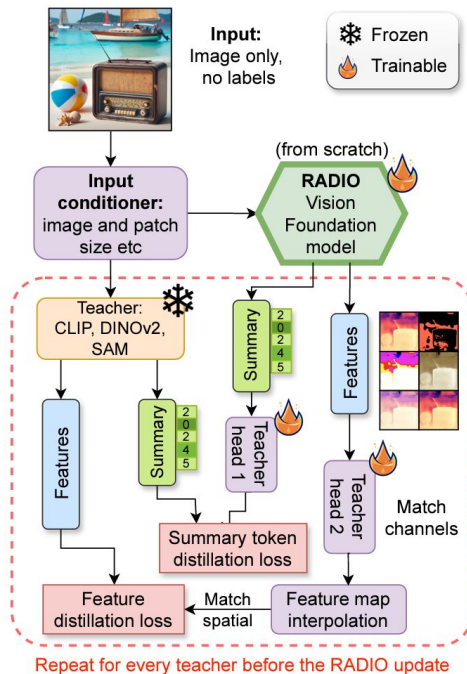 Input:
Image only,
no labels
Frozen
Trainable
(from scratch)
Input
conditioner:
image and patch
size etc
RADIO
Vision
Foundation
model
Teacher:
CLIP, DINOv2,
SAM
Features
Summary
2
0
2
4
5
Summary
2
0
2
4
5
Features
Teacher
head 1
Teacher
head 2
Match
channels
Summary token
distillation loss
Feature
distillation loss
Match
spatial
Feature map
interpolation
Repeat for every teacher before the RADIO update